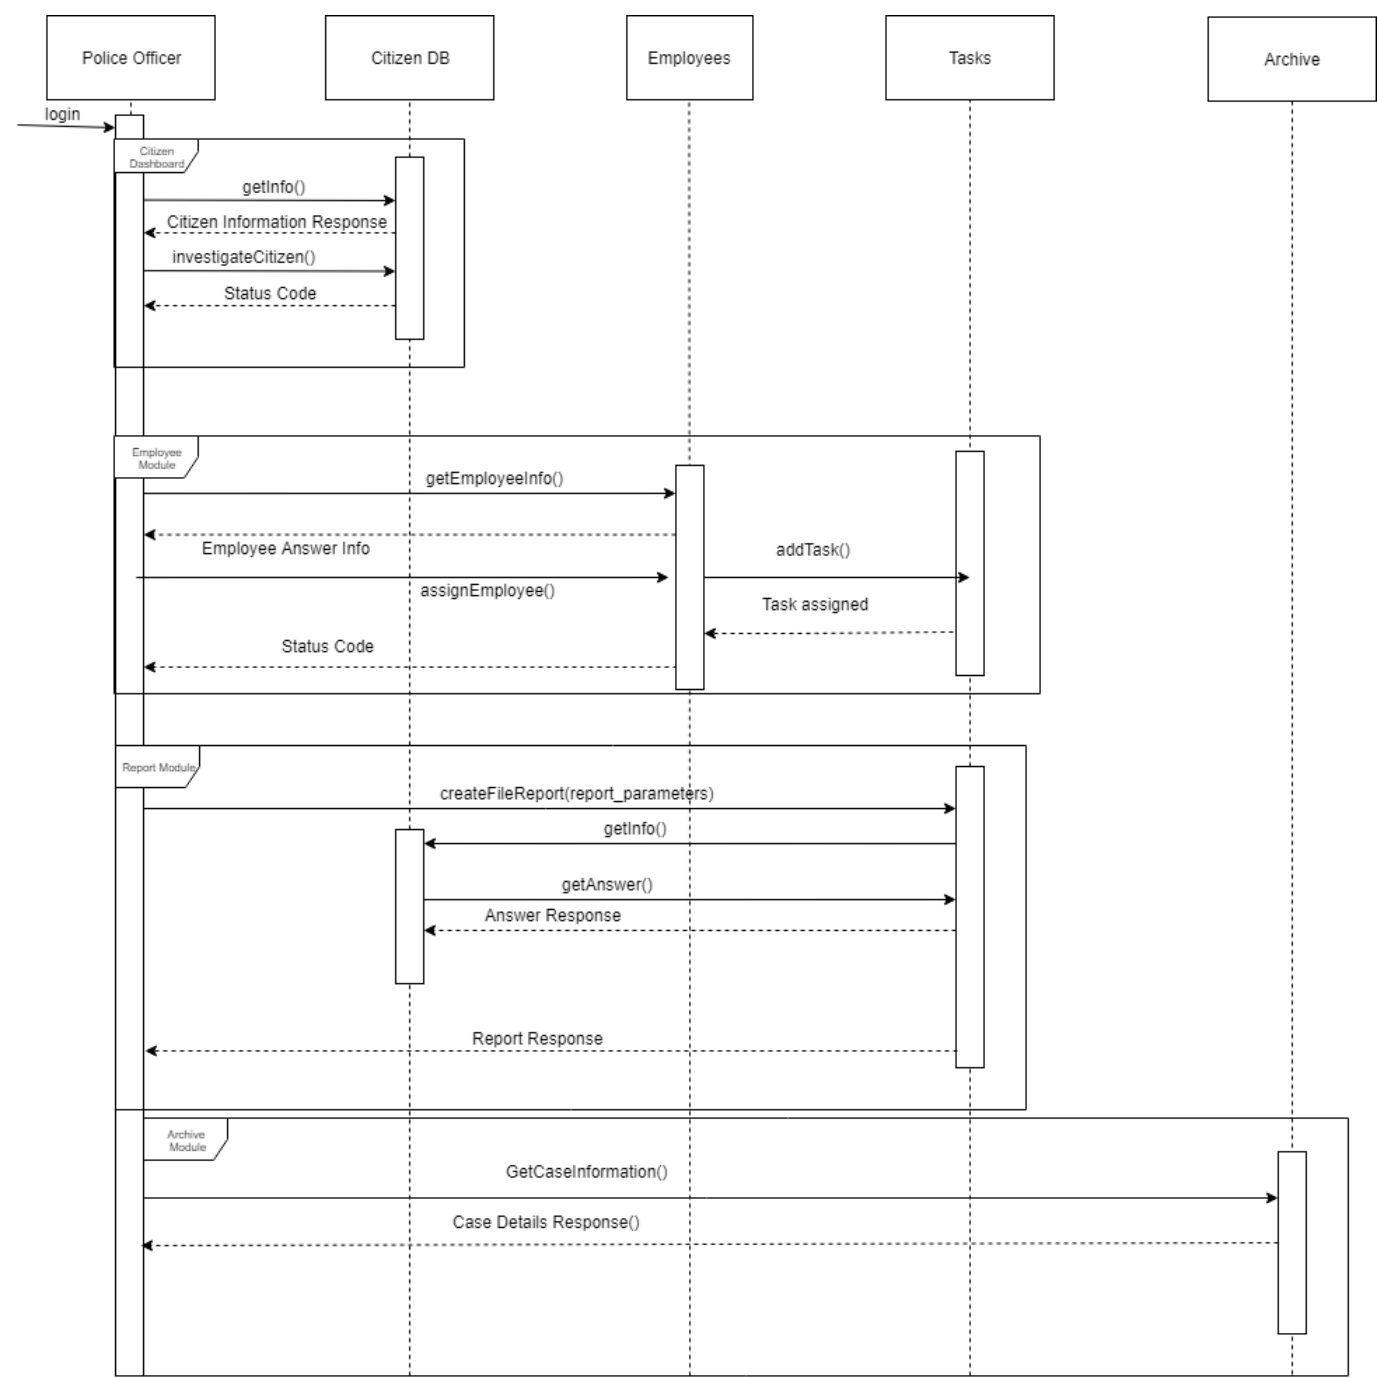 Police Officer
Citizen DB
Employees
Tasks
Archive
login
Citizen
Dashboard
getInfo()
Citizen Information Response
investigateCitizen()
Status Code
Employee
Module
getEmployeeInfo()
Employee Answer Info
addTask()
assignEmployee()
Task assigned
Status Code
Report Module
createFileReport(report_parameters)
getInfo()
getAnswer()
Answer Response
Report Response
Archive
Module
GetCaseInformation()
Case Details Response()